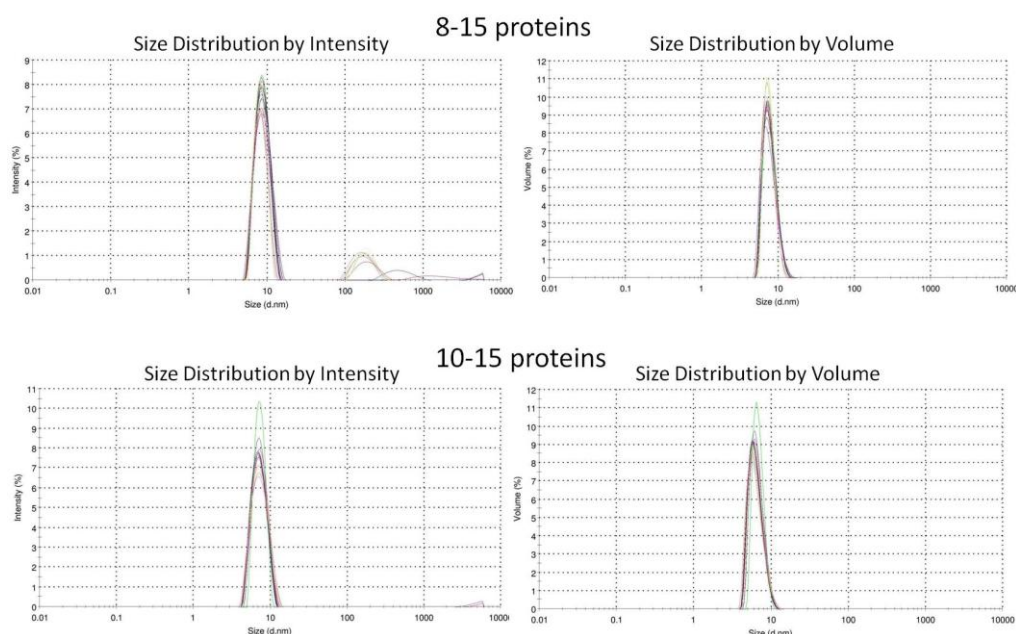 8-15 proteins
Size Distribution by Intensity
Size Distribution by Volume
9
8
7
6
5
4
3
2
1
0
Intensity (%)
0.01 0.1 1 10 100 1000 10000
Size (d.nm)
12
11
10
9
8
7
6
5
4
3
2
1
0
Volume (%)
0.01 0.1 1 10 100 1000 10000
Size (d.nm)
10-15 proteins
Size Distribution by Intensity
Size Distribution by Volume
11
10
9
8
7
6
5
4
3
2
1
0
Intensity (%)
0.01 0.1 1 10 100 1000 10000
Size (d.nm)
12
11
10
9
8
7
6
5
4
3
2
1
0
Volume (%)
0.01 0.1 1 10 100 1000 10000
Size (d.nm)